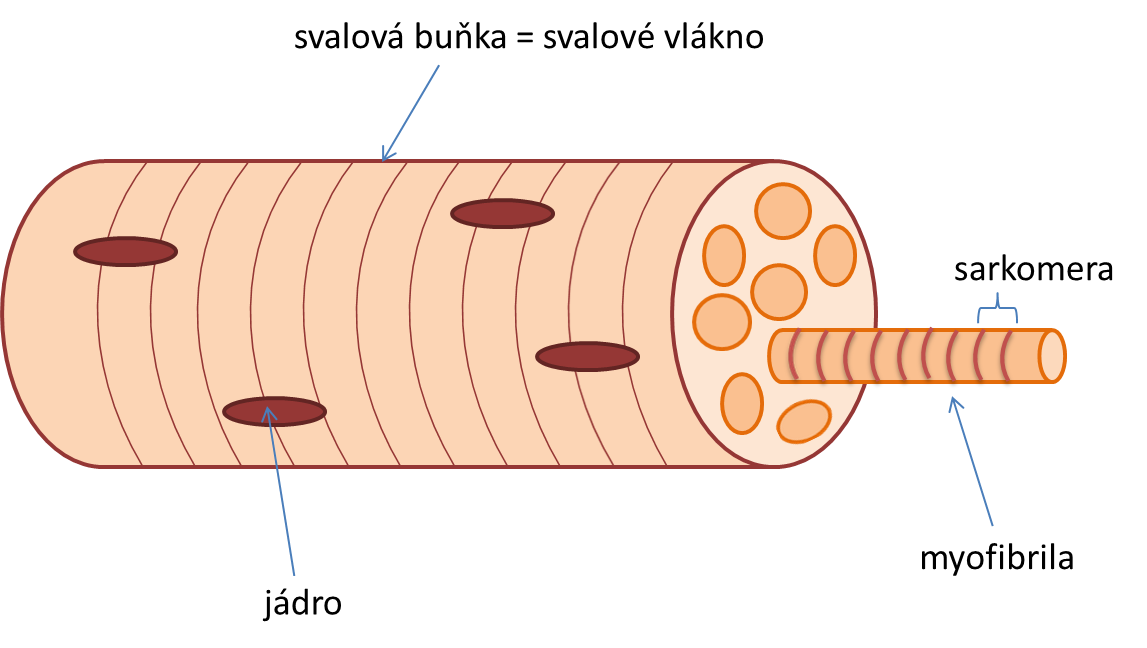 svalová buňka = svalové vlákno
sarkomera
myofibrila
jádro